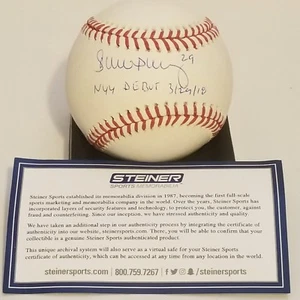 29
NYY DEBUT 3/29/18
STEINER
SPORTS MEMORABILIA
Steiner Sports established its memorabilia division in 1987, becoming the first full-scale
sports marketing and memorabilia company in the world. Over the years, Steiner Sports has
incorporated layers of security features and technology, to protect you, the customer, against
fraud and counterfeiting. Since our inception, we have stressed authenticity and quality.
We have taken an additional step in our authenticity process by integrating the certificate of
authenticity into our website, steinersports.com. There, you will be able to confirm that your
collectible is a genuine Steiner Sports authenticated product.
This unique archival system will also serve as a virtual safe for your Steiner Sports
certificate of authenticity, which can be accessed at any time from any location in the world.
steinersports.com | 800.759.7267 | /steinersports